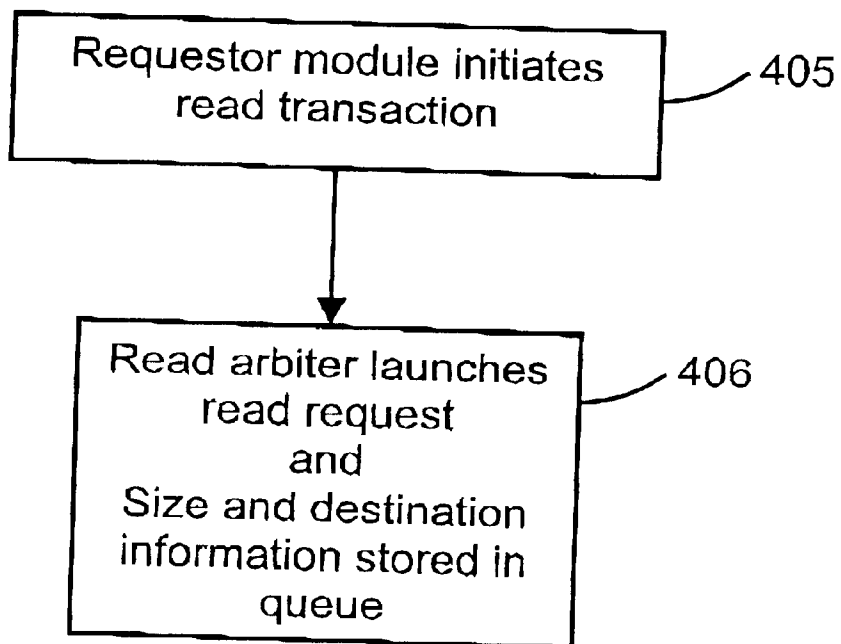 Requestor module initiates
read transaction
405
Read arbiter launches
read request
and
Size and destination
information stored in
queue
406